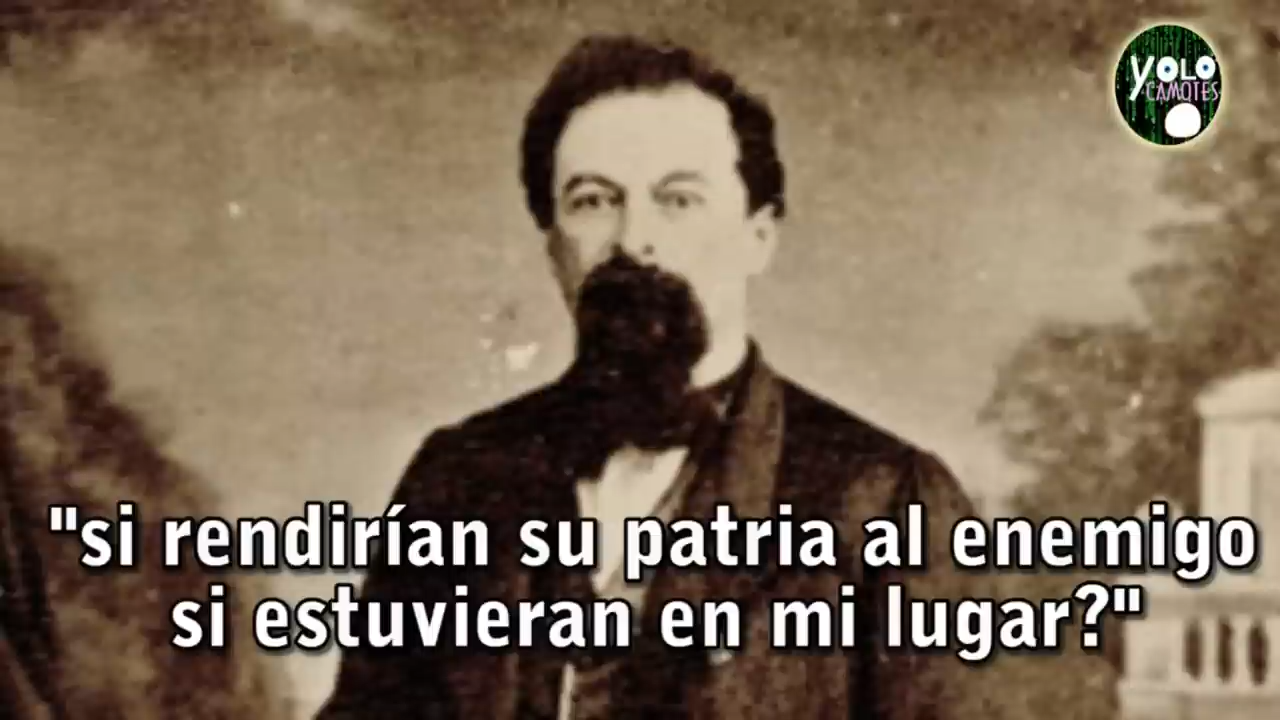 YOLO
CAMOTES
"si rendirían su patria al enemigo
si estuvieran en mi lugar?"